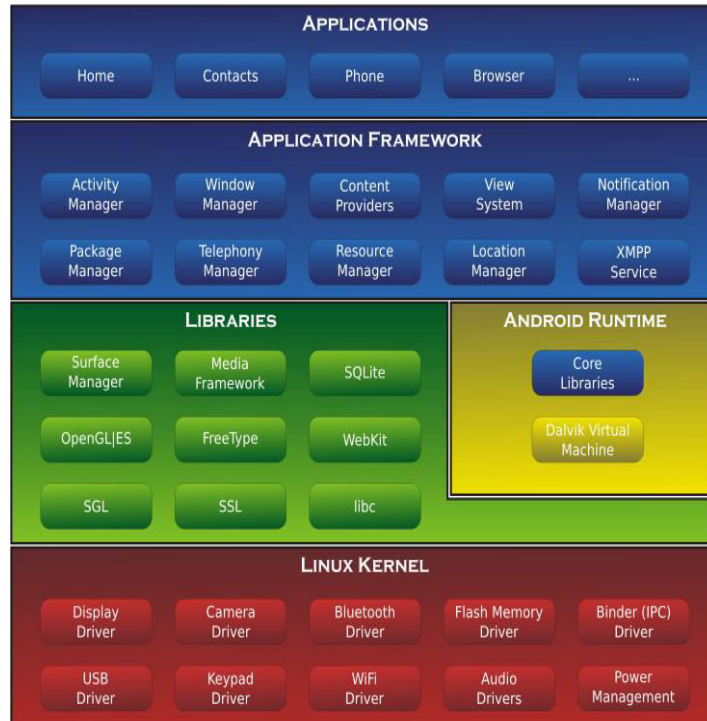 APPLICATIONS
Home
Contacts
Phone
Browser
...
APPLICATION FRAMEWORK
Activity
Manager
Window
Manager
Content
Providers
View
System
Notification
Manager
Package
Manager
Telephony
Manager
Resource
Manager
Location
Manager
XMPP
Service
LIBRARIES
Surface
Manager
Media
Framework
SQLite
OpenGL|ES
FreeType
WebKit
SGL
SSL
libc
ANDROID RUNTIME
Core
Libraries
Dalvik Virtual
Machine
LINUX KERNEL
Display
Driver
Camera
Driver
Bluetooth
Driver
Flash Memory
Driver
Binder (IPC)
Driver
USB
Driver
Keypad
Driver
WiFi
Driver
Audio
Drivers
Power
Management